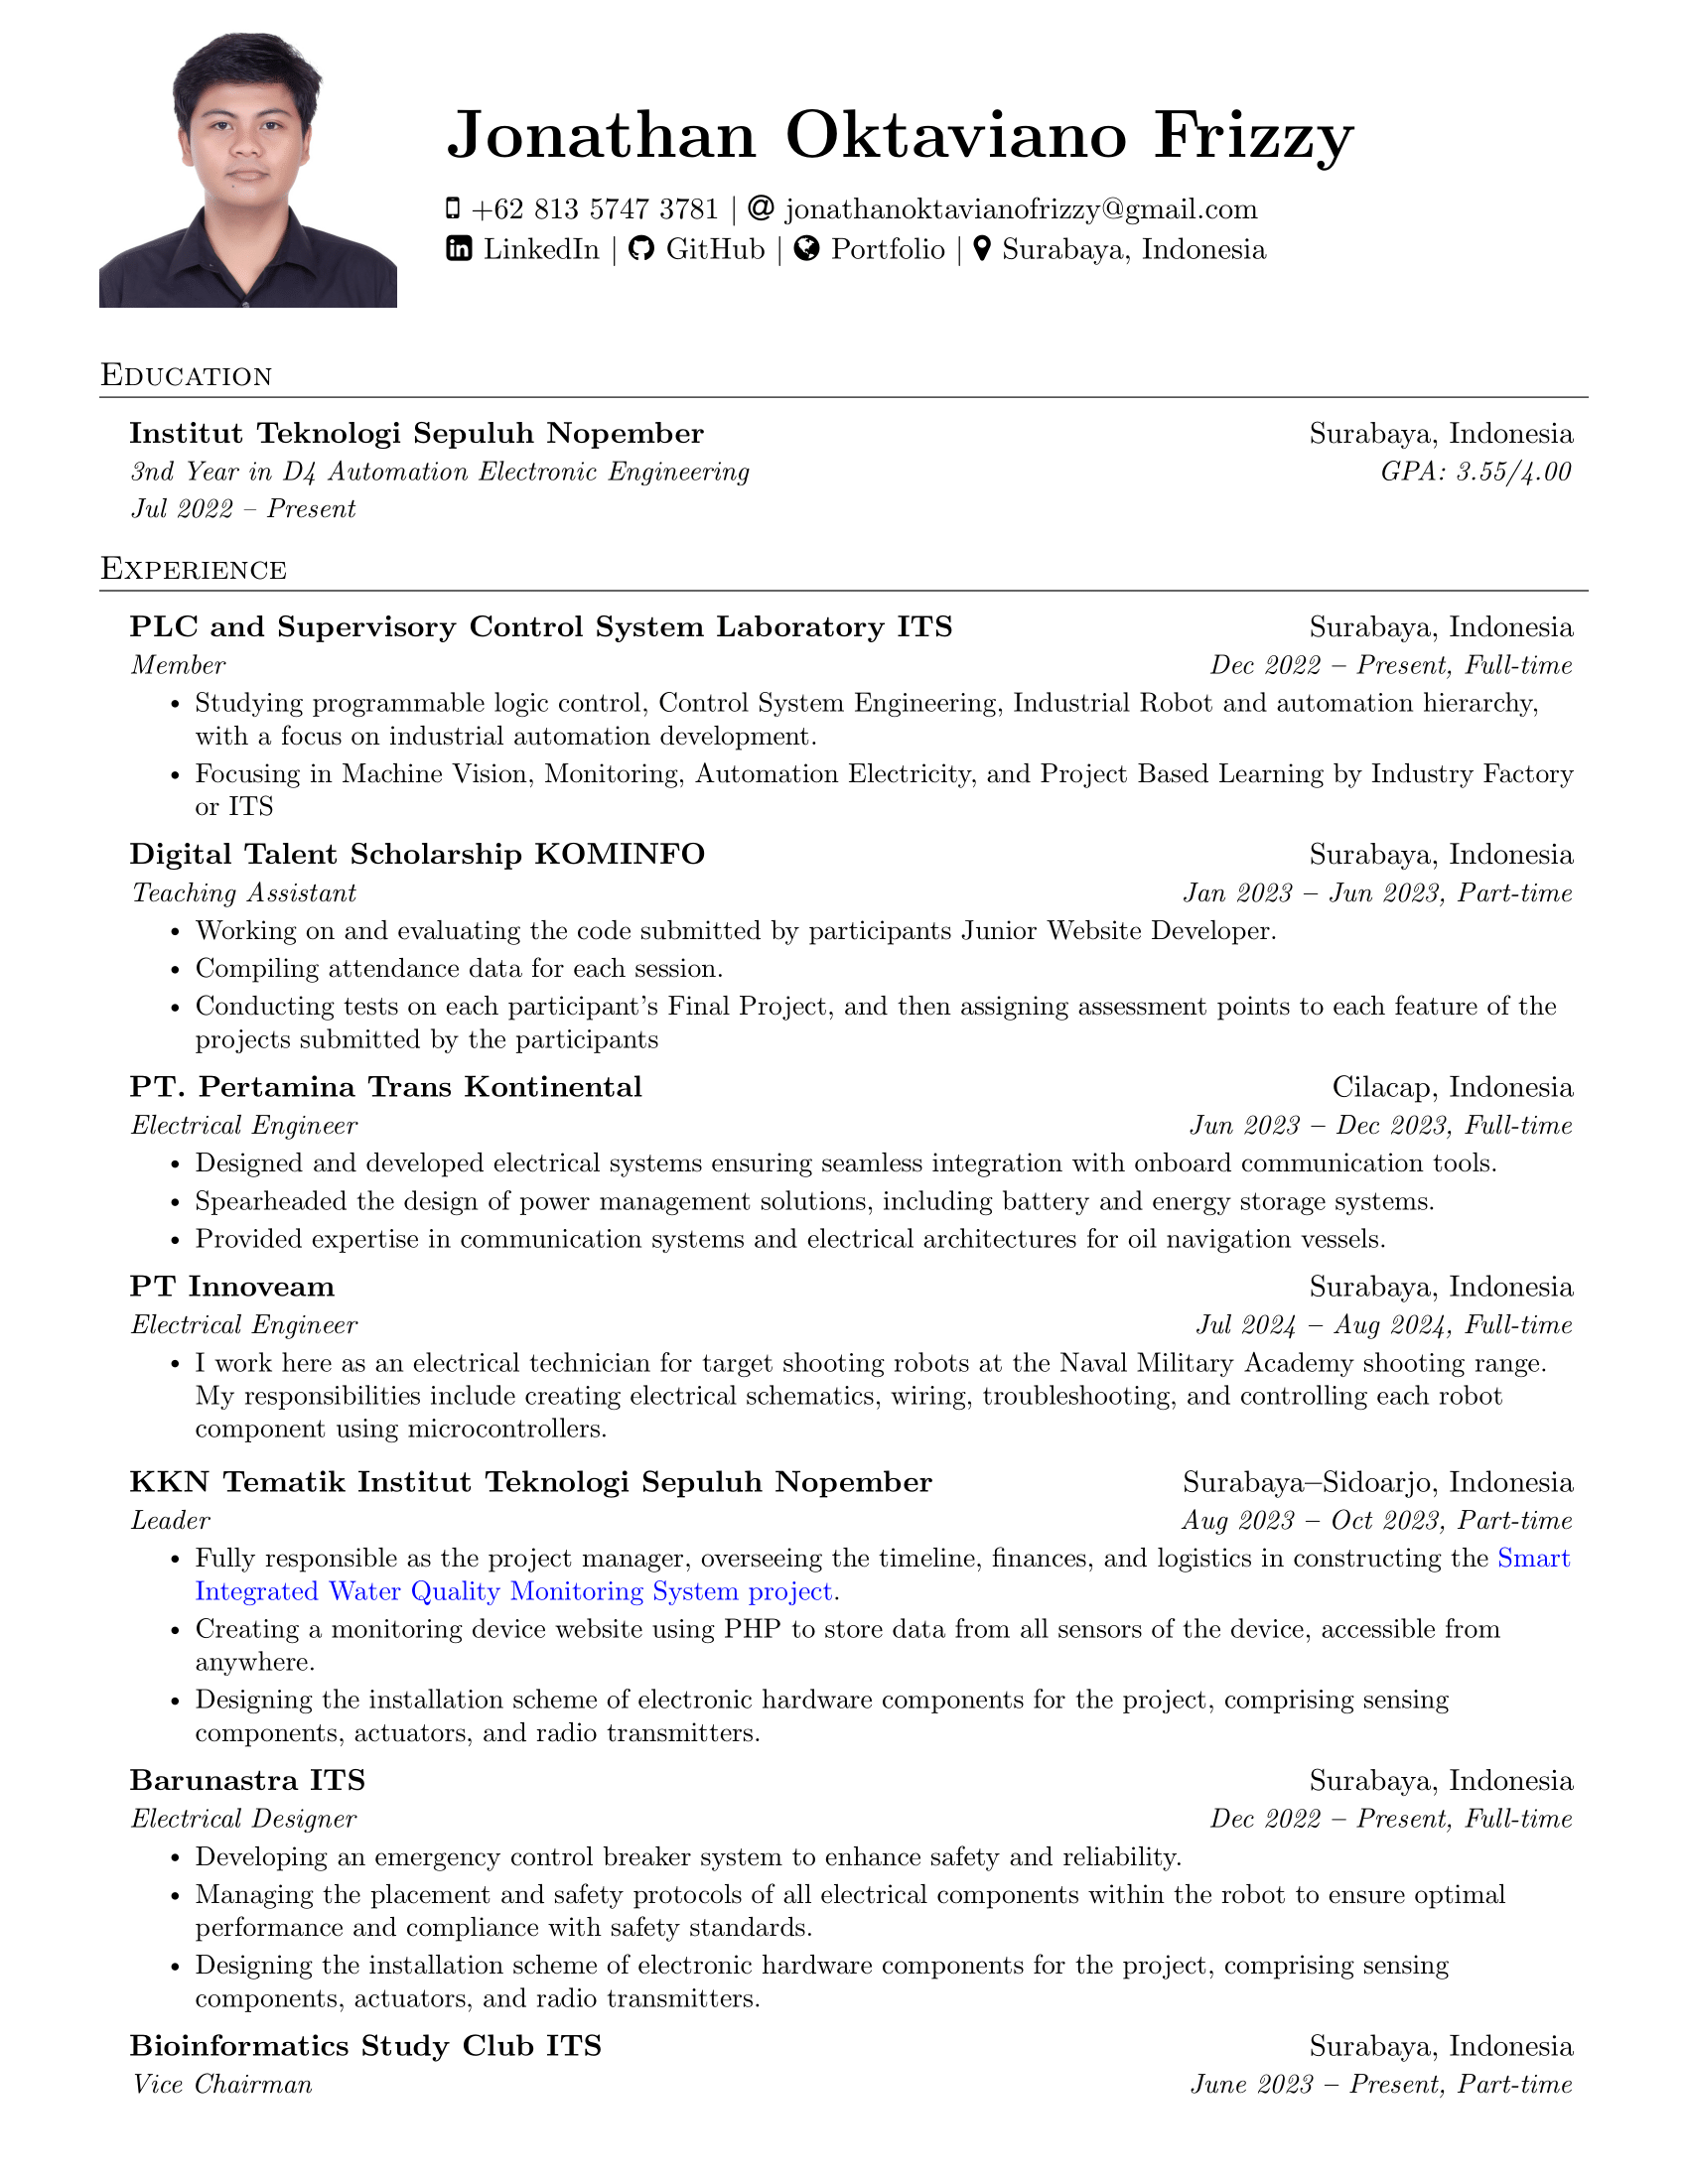 Jonathan Oktaviano Frizzy
+62 813 5747 3781 | @ jonathanoktavianofrizzy@gmail.com
LinkedIn | GitHub | Portfolio | Surabaya, Indonesia
Education
Institut Teknologi Sepuluh Nopember Surabaya, Indonesia
3nd Year in D4 Automation Electronic Engineering GPA: 3.55/4.00
Jul 2022 – Present
Experience
PLC and Supervisory Control System Laboratory ITS Surabaya, Indonesia
Member Dec 2022 – Present, Full-time
• Studying programmable logic control, Control System Engineering, Industrial Robot and automation hierarchy,
with a focus on industrial automation development.
• Focusing in Machine Vision, Monitoring, Automation Electricity, and Project Based Learning by Industry Factory
or ITS
Digital Talent Scholarship KOMINFO Surabaya, Indonesia
Teaching Assistant Jan 2023 – Jun 2023, Part-time
• Working on and evaluating the code submitted by participants Junior Website Developer.
• Compiling attendance data for each session.
• Conducting tests on each participant's Final Project, and then assigning assessment points to each feature of the
projects submitted by the participants
PT. Pertamina Trans Kontinental Cilacap, Indonesia
Electrical Engineer Jun 2023 – Dec 2023, Full-time
• Designed and developed electrical systems ensuring seamless integration with onboard communication tools.
• Spearheaded the design of power management solutions, including battery and energy storage systems.
• Provided expertise in communication systems and electrical architectures for oil navigation vessels.
PT Innoveam Surabaya, Indonesia
Electrical Engineer Jul 2024 – Aug 2024, Full-time
• I work here as an electrical technician for target shooting robots at the Naval Military Academy shooting range.
My responsibilities include creating electrical schematics, wiring, troubleshooting, and controlling each robot
component using microcontrollers.
KKN Tematik Institut Teknologi Sepuluh Nopember Surabaya–Sidoarjo, Indonesia
Leader Aug 2023 – Oct 2023, Part-time
• Fully responsible as the project manager, overseeing the timeline, finances, and logistics in constructing the Smart
Integrated Water Quality Monitoring System project.
• Creating a monitoring device website using PHP to store data from all sensors of the device, accessible from
anywhere.
• Designing the installation scheme of electronic hardware components for the project, comprising sensing
components, actuators, and radio transmitters.
Barunastra ITS Surabaya, Indonesia
Electrical Designer Dec 2022 – Present, Full-time
• Developing an emergency control breaker system to enhance safety and reliability.
• Managing the placement and safety protocols of all electrical components within the robot to ensure optimal
performance and compliance with safety standards.
• Designing the installation scheme of electronic hardware components for the project, comprising sensing
components, actuators, and radio transmitters.
Bioinformatics Study Club ITS Surabaya, Indonesia
Vice Chairman June 2023 – Present, Part-time